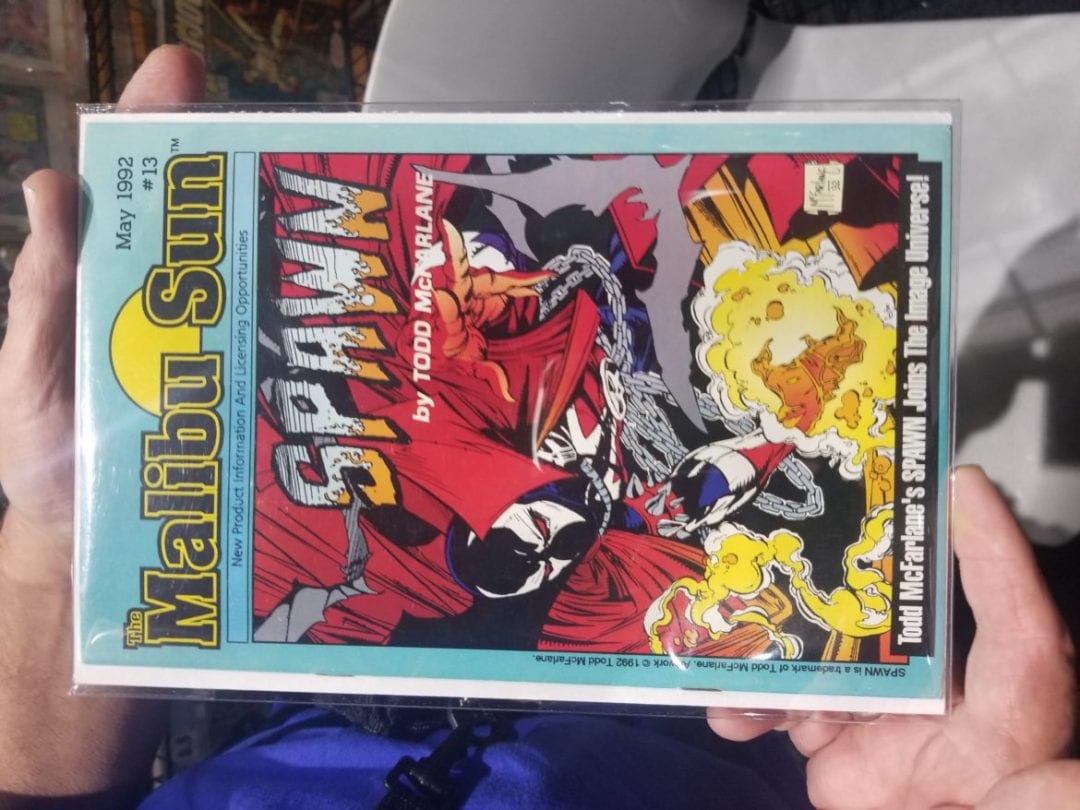 The
Malibu Sun™
May 1992
#13
New Product Information And Licensing Opportunities
SPAWN
by TODD McFARLANE
McFarlane
Todd McFarlane's SPAWN Joins The Image Universe!
SPAWN is a trademark of Todd McFarlane. Artwork © 1992 Todd McFarlane.